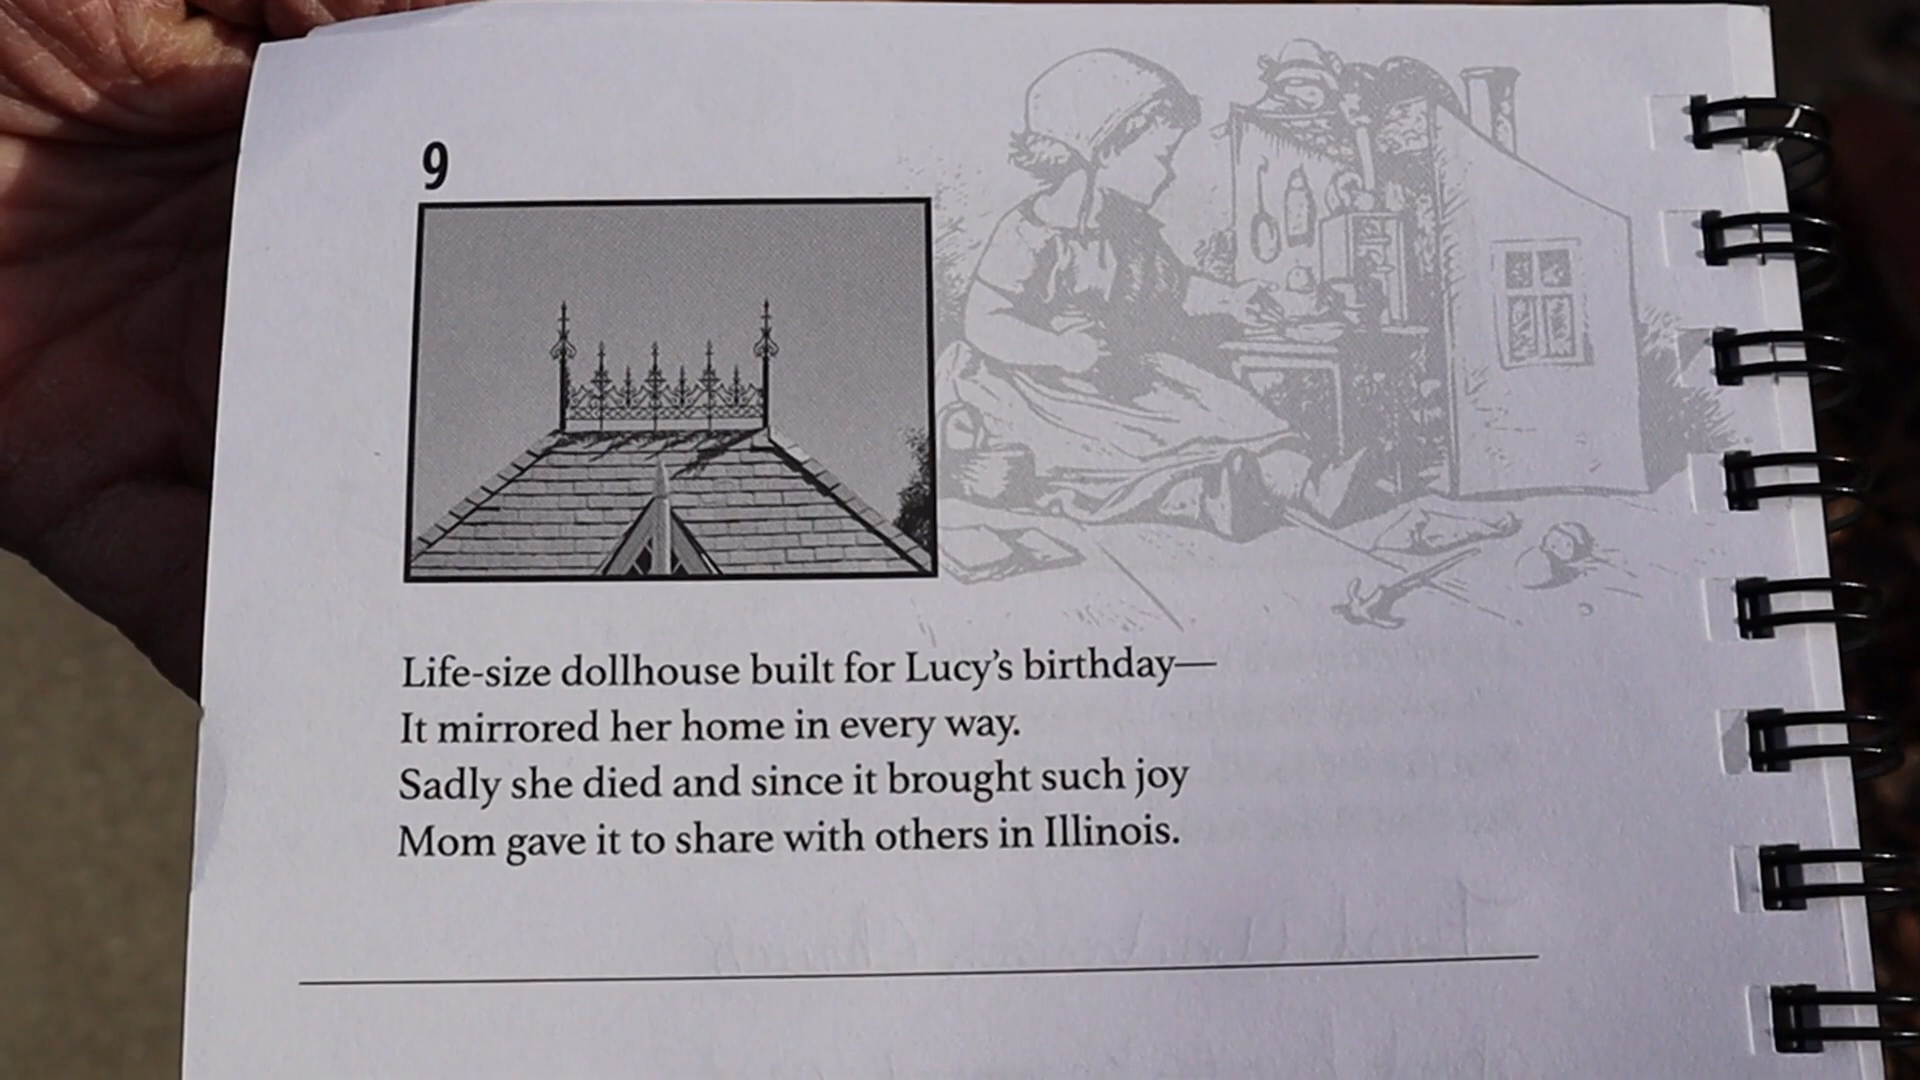 9
Life-size dollhouse built for Lucy's birthday—
It mirrored her home in every way.
Sadly she died and since it brought such joy
Mom gave it to share with others in Illinois.